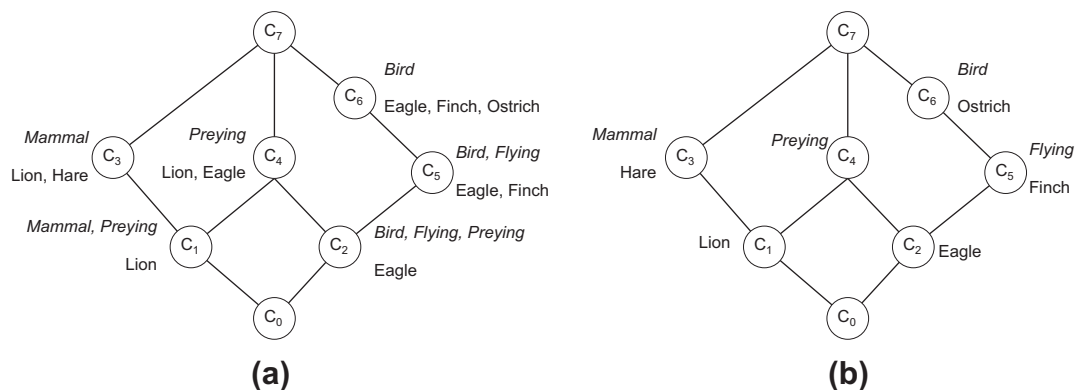 C7
Bird
C6
Eagle, Finch, Ostrich
Mammal
C3
Lion, Hare
Preying
C4
Lion, Eagle
Bird, Flying
C5
Eagle, Finch
Mammal, Preying
C1
Lion
Bird, Flying, Preying
C2
Eagle
C0
(a)
C7
Bird
C6
Ostrich
Mammal
C3
Hare
Preying
C4
Flying
C5
Finch
Lion
C1
C2
Eagle
C0
(b)